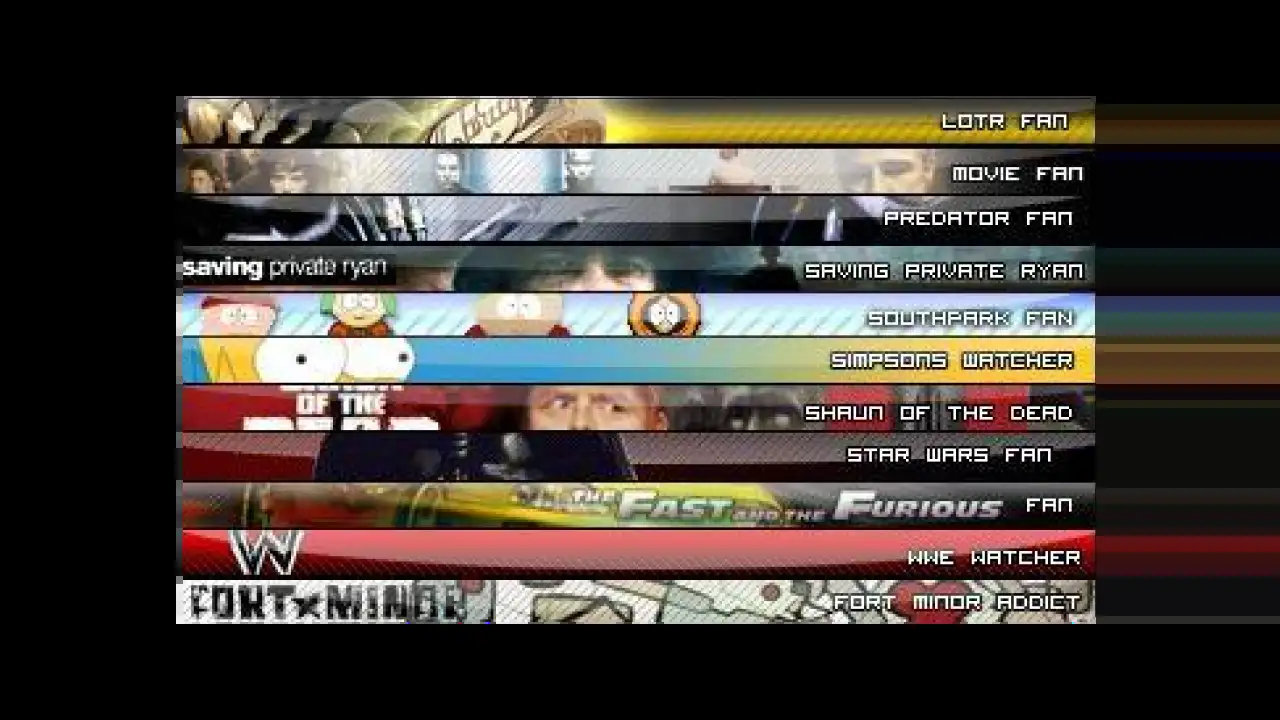 LOTR FAN
MOVIE FAN
PREDATOR FAN
saving private ryan SAVING PRIVATE RYAN
SOUTHPARK FAN
SIMPSONS WATCHER
OF THE
SHAUN OF THE DEAD
STAR WARS FAN
THE FAST AND THE FURIOUS FAN
W WWE WATCHER
FORT MINOR FORT MINOR ADDICT